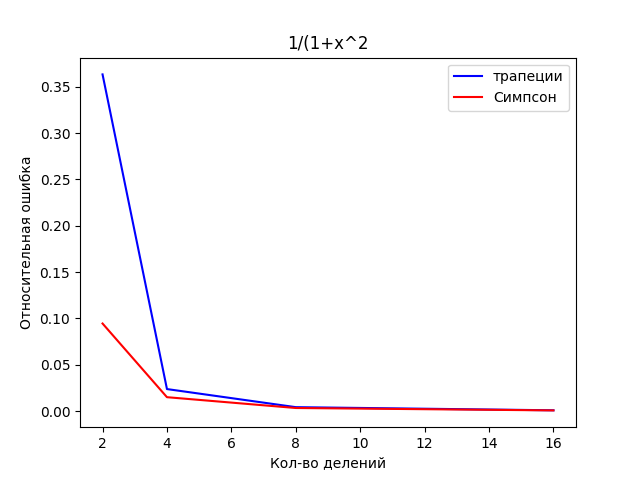 1/(1+x^2
трапеции
Симпсон
0.35
0.30
0.25
0.20
0.15
0.10
0.05
0.00
Относительная ошибка
2 4 6 8 10 12 14 16
Кол-во делений